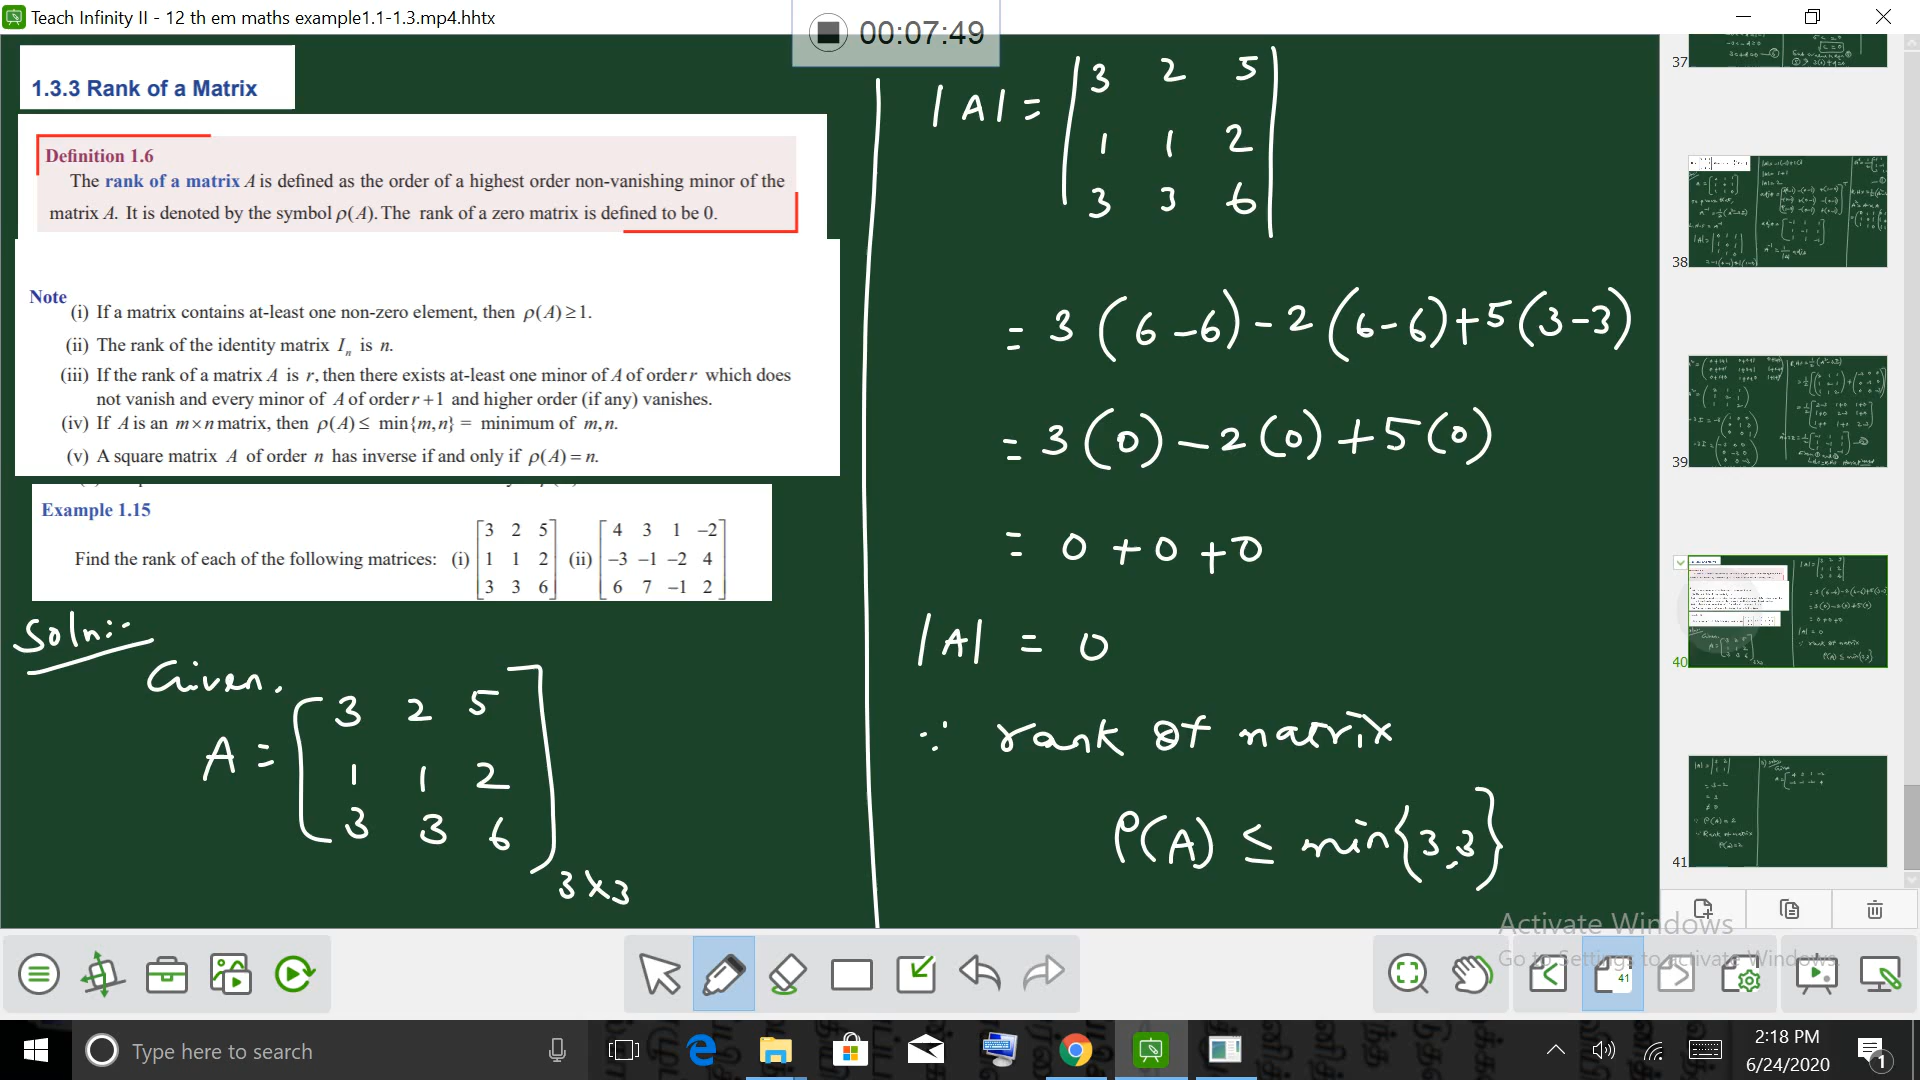 Teach Infinity II - 12 th em maths example1.1-1.3.mp4.hhtx
00:07:49
1.3.3 Rank of a Matrix
Definition 1.6
The rank of a matrix A is defined as the order of a highest order non-vanishing minor of the
matrix A. It is denoted by the symbol ρ(A). The rank of a zero matrix is defined to be 0.
Note
(i) If a matrix contains at-least one non-zero element, then ρ(A) ≥ 1.
(ii) The rank of the identity matrix Iₙ is n.
(iii) If the rank of a matrix A is r, then there exists at-least one minor of A of order r which does
not vanish and every minor of A of order r + 1 and higher order (if any) vanishes.
(iv) If A is an m × n matrix, then ρ(A) ≤ min{m, n} = minimum of m, n.
(v) A square matrix A of order n has inverse if and only if ρ(A) = n.
Example 1.15
Find the rank of each of the following matrices: (i) [3 2 5 (ii) [4 3 1 −2
1 1 2 −3 −1 −2 4
3 3 6] 6 7 −1 2]
Soln:-
Given.
A = [3 2 5
1 1 2
3 3 6]
3×3
|A| = |3 2 5
1 1 2
3 3 6|
= 3 (6-6) - 2 (6-6) + 5 (3-3)
= 3 (0) - 2 (0) + 5 (0)
= 0 + 0 + 0
|A| = 0
∵ rank of matrix
ρ(A) ≤ min{3,3}
37
38
39
40
41
Activate Windows
Go to Settings to activate Windows.
41
Type here to search
2:18 PM
6/24/2020
1